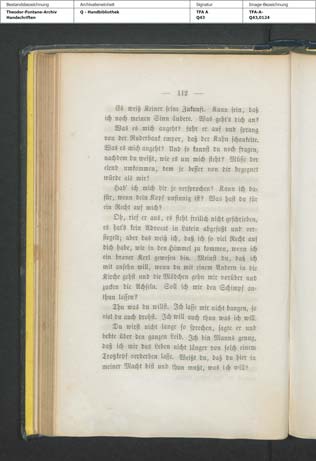 Bestandsbezeichnung
Archivalieneinheit
Signatur
Image-Bezeichnung
Theodor-Fontane-Archiv
Handschriften
Q - Handbibliothek
TFA A
Q43
TFA-A-
Q43,0124
— 112 —
Es weiß Keiner seine Zukunft. Kann sein, daß
ich noch meinen Sinn ändere. Was geht's dich an?
Was es mich angeht? fuhr er auf und sprang
von der Ruderbank empor, daß der Kahn schaukelte.
Was es mich angeht? Und so kannst du noch fragen,
nachdem du weißt, wie es um mich steht? Müsse der
elend umkommen, dem je besser von dir begegnet
würde als mir!
Hab' ich mich dir je versprochen? Kann ich da-
für, wenn dein Kopf unsinnig ist? Was hast du für
ein Recht auf mich?
Oh, rief er aus, es steht freilich nicht geschrieben,
es hat's kein Advocat in Latein abgefaßt und ver-
siegelt; aber das weiß ich, daß ich so viel Recht auf
dich habe, wie in den Himmel zu kommen, wenn ich
ein braver Kerl gewesen bin. Meinst du, daß ich
mit ansehn will, wenn du mit einem Andern in die
Kirche gehst und die Mädchen gehn mir vorüber und
zucken die Achseln. Soll ich mir den Schimpf an-
thun lassen?
Thu was du willst. Ich lasse mir nicht bangen, so
viel du auch drohst. Ich will auch thun was ich will.
Du wirst nicht lange so sprechen, sagte er und
bebte über den ganzen Leib. Ich bin Manns genug,
daß ich mir das Leben nicht länger von solch einem
Trotzkopf verderben lasse. Weißt du, daß du hier in
meiner Macht bist und thun mußt, was ich will?